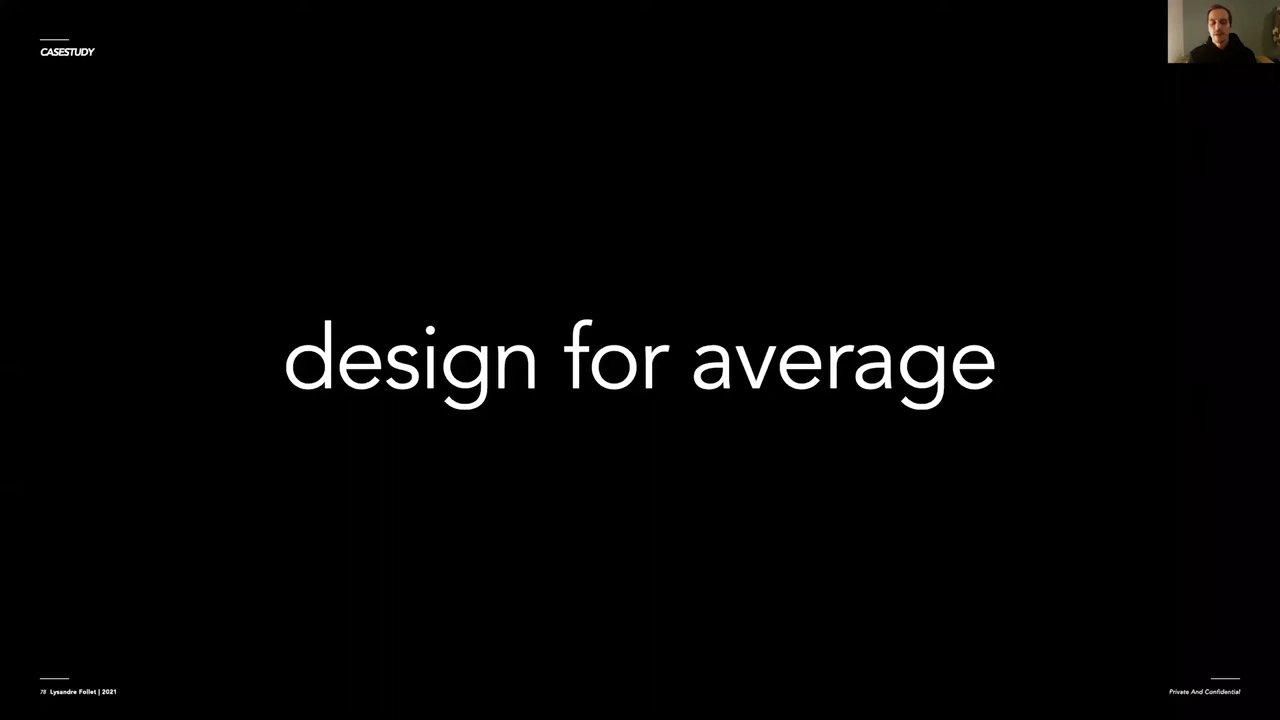 CASESTUDY
design for average
78 Lysandre Follet | 2021
Private And Confidential